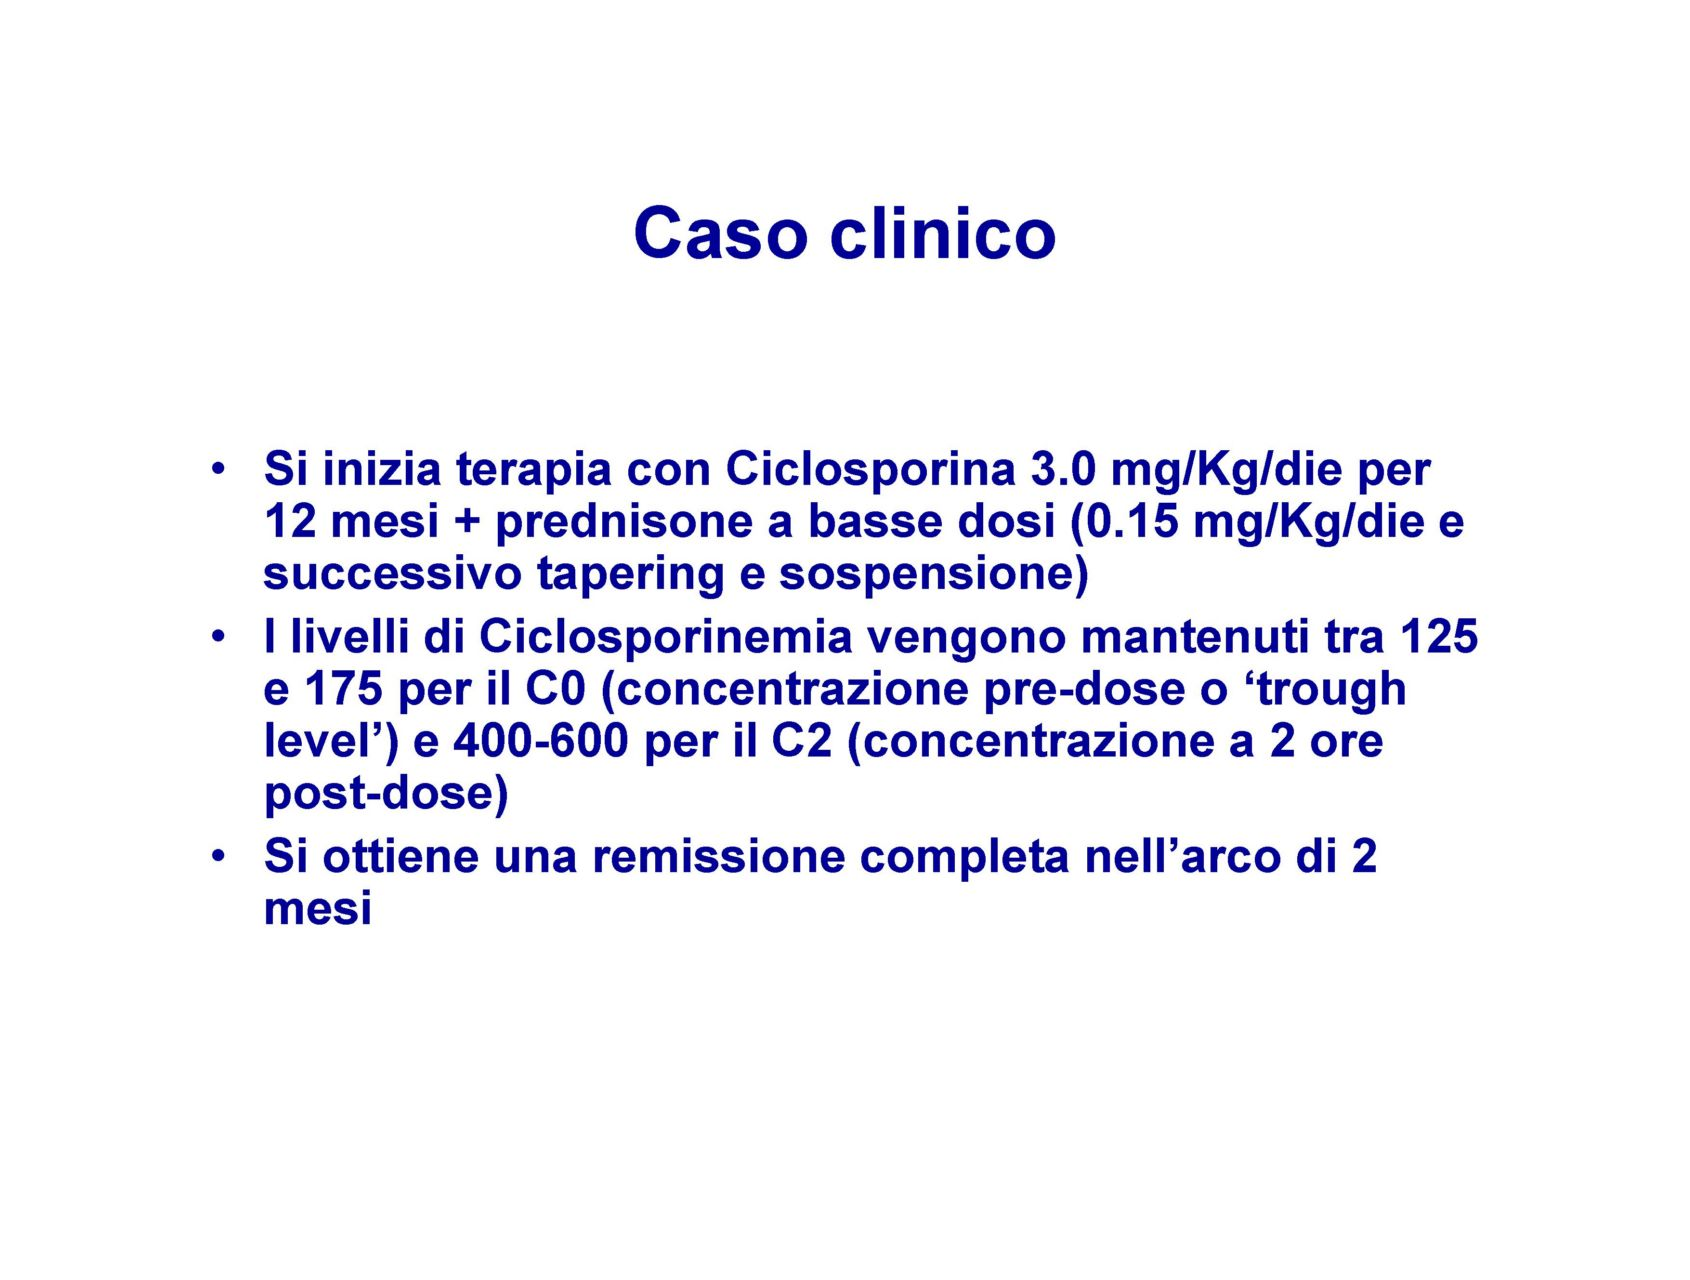 Caso clinico
• Si inizia terapia con Ciclosporina 3.0 mg/Kg/die per
12 mesi + prednisone a basse dosi (0.15 mg/Kg/die e
successivo tapering e sospensione)
• I livelli di Ciclosporinemia vengono mantenuti tra 125
e 175 per il C0 (concentrazione pre-dose o ‘trough
level’) e 400-600 per il C2 (concentrazione a 2 ore
post-dose)
• Si ottiene una remissione completa nell’arco di 2
mesi